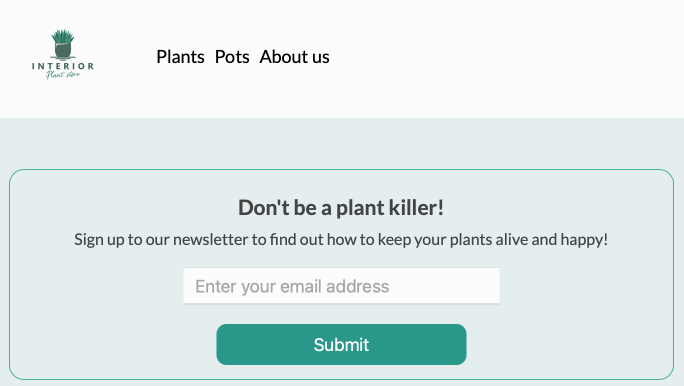 INTERIOR
Plant store
Plants Pots About us
Don't be a plant killer!
Sign up to our newsletter to find out how to keep your plants alive and happy!
Enter your email address
Submit